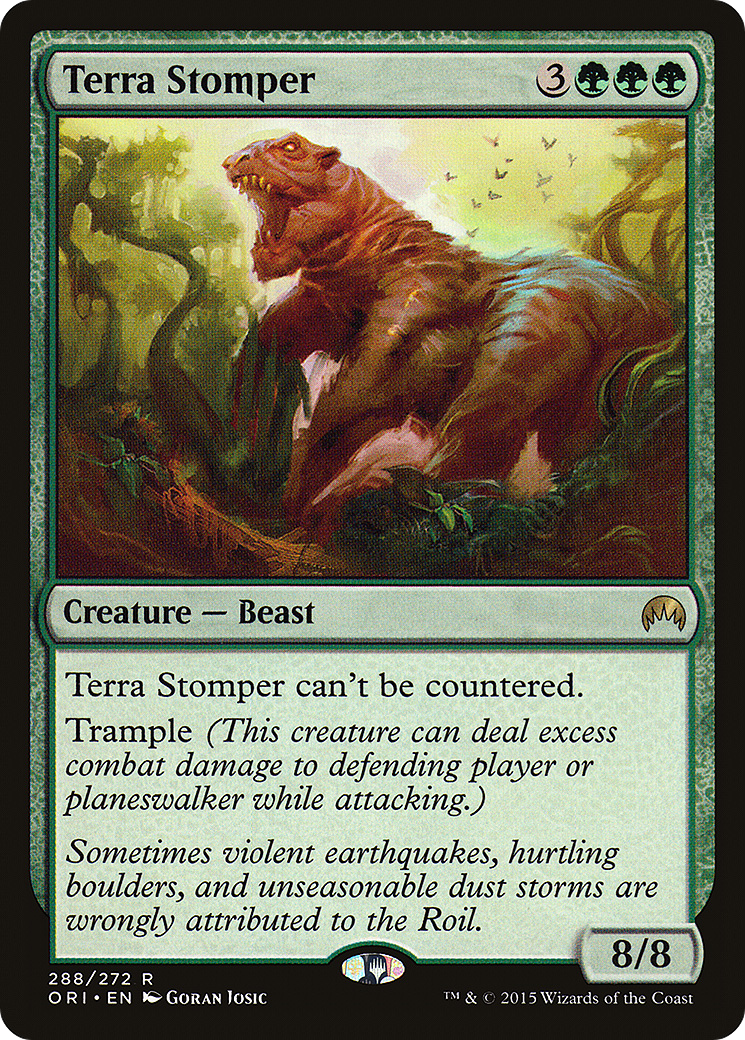 Terra Stomper 3
Creature — Beast
Terra Stomper can't be countered.
Trample (This creature can deal excess
combat damage to defending player or
planeswalker while attacking.)
Sometimes violent earthquakes, hurtling
boulders, and unseasonable dust storms are
wrongly attributed to the Roil.
8/8
288/272 R
ORI • EN Goran Josic
™ & © 2015 Wizards of the Coast